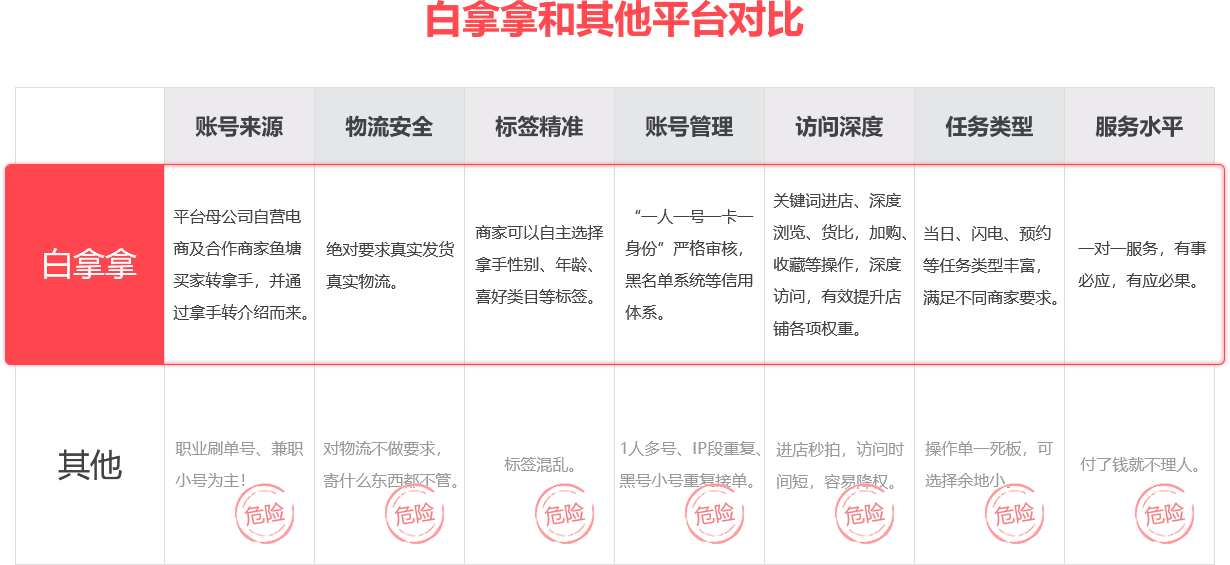 白拿拿和其他平台对比
账号来源
物流安全
标签精准
账号管理
访问深度
任务类型
服务水平
白拿拿
平台母公司自营电
商及合作商家鱼塘
买家转拿手，并通
过拿手转介绍而来。
绝对要求真实发货
真实物流。
商家可以自主选择
拿手性别、年龄、
喜好类目等标签。
“一人一号一卡一
身份”严格审核，
黑名单系统等信用
体系。
关键词进店、深度
浏览、货比，加购、
收藏等操作，深度
访问，有效提升店
铺各项权重。
当日、闪电、预约
等任务类型丰富，
满足不同商家要求。
一对一服务，有事
必应，有应必果。
其他
职业刷单号、兼职
小号为主！
危险
对物流不做要求，
寄什么东西都不管。
危险
标签混乱。
危险
1人多号、IP段重复、
黑号小号重复接单。
危险
进店秒拍，访问时
间短，容易降权。
危险
操作单一死板，可
选择余地小。
危险
付了钱就不理人。
危险